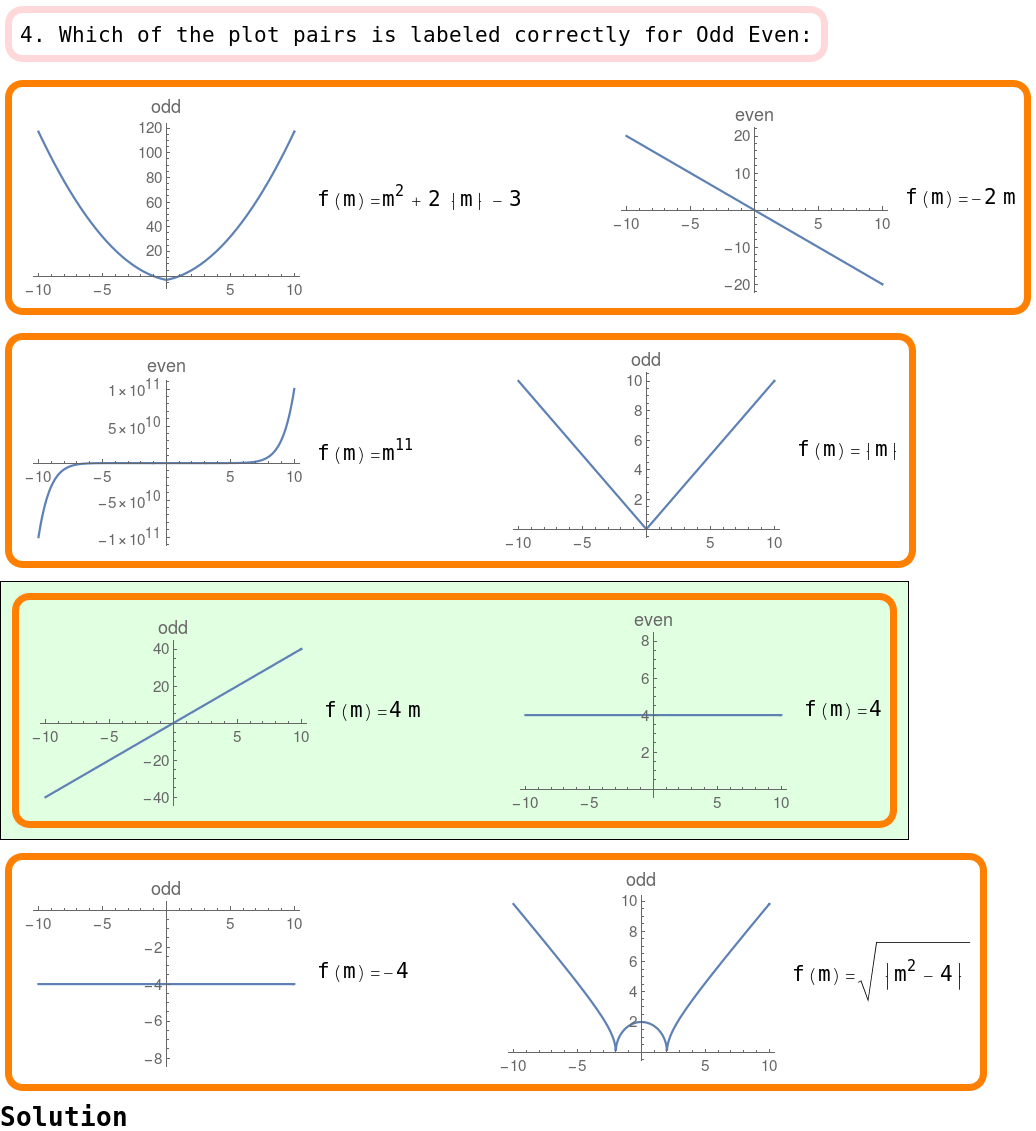 4. Which of the plot pairs is labeled correctly for Odd Even:
odd
120
100
80
60
40
20
-10 -5 5 10
f(m)=m² + 2 |m| - 3
even
20
10
-10 -5 5 10
-10
-20
f(m)=-2 m
even
1×10¹¹
5×10¹⁰
-10 -5 5 10
-5×10¹⁰
-1×10¹¹
f(m)=m¹¹
odd
10
8
6
4
2
-10 -5 5 10
f(m)=|m|
odd
40
20
-10 -5 5 10
-20
-40
f(m)=4 m
even
8
6
4
2
-10 -5 5 10
f(m)=4
odd
-10 -5 5 10
-2
-4
-6
-8
f(m)=-4
odd
10
8
6
4
2
-10 -5 5 10
f(m)=√|m² - 4|
Solution